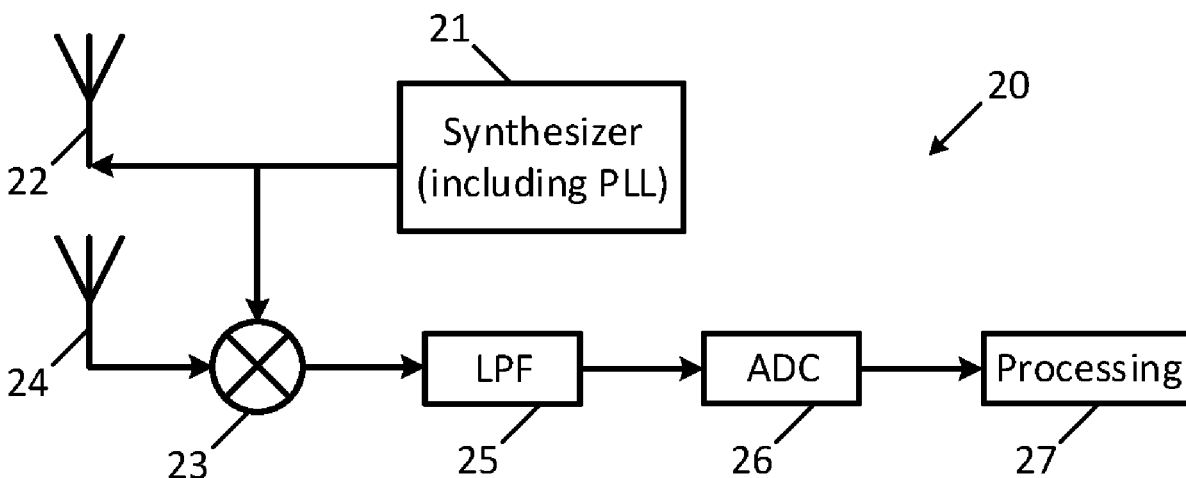 21
20
Synthesizer
(including PLL)
22
24
LPF
ADC
Processing
23
25
26
27